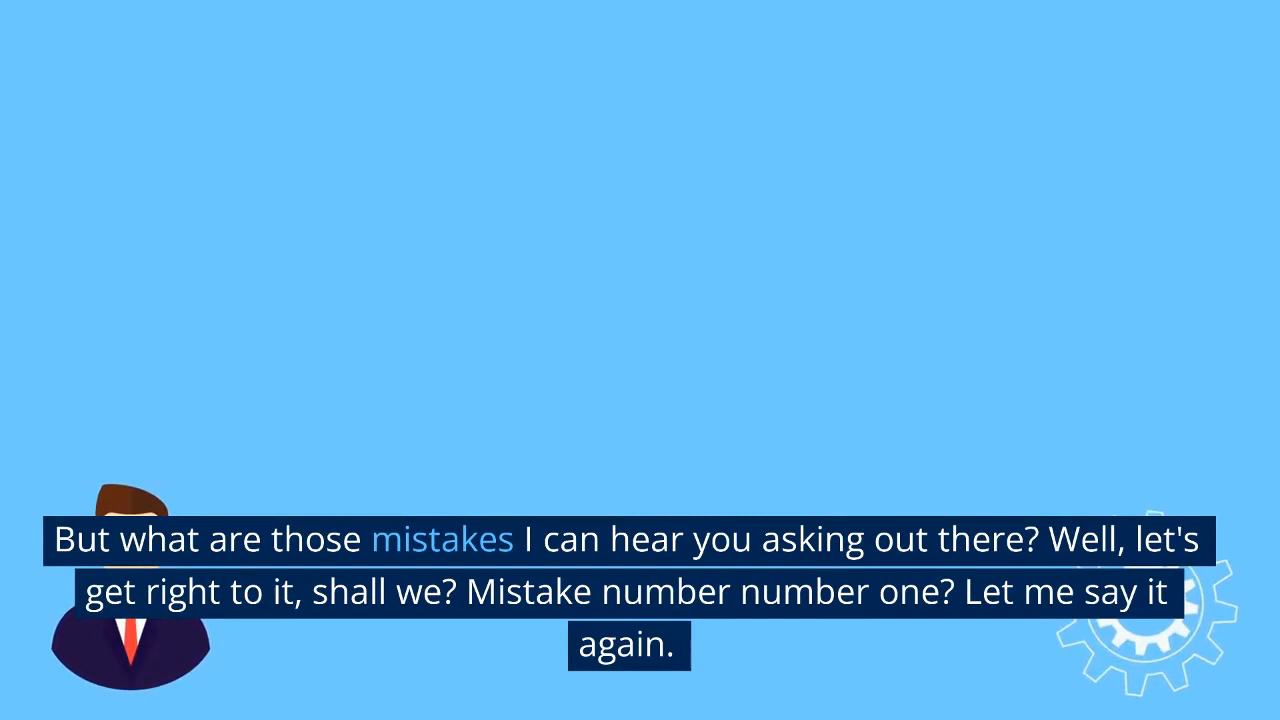 But what are those mistakes I can hear you asking out there? Well, let's
get right to it, shall we? Mistake number number one? Let me say it
again.